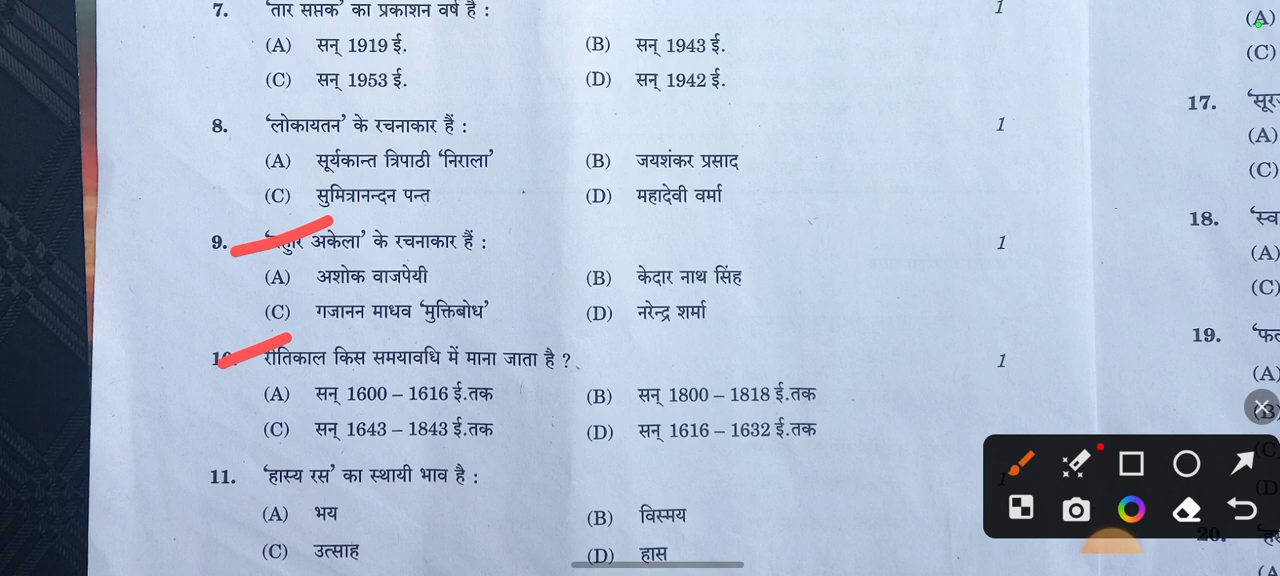 7. 'तार सप्तक' का प्रकाशन वर्ष है : 1
(A) सन् 1919 ई. (B) सन् 1943 ई.
(C) सन् 1953 ई. (D) सन् 1942 ई.
8. 'लोकायतन' के रचनाकार हैं : 1
(A) सूर्यकान्त त्रिपाठी 'निराला' (B) जयशंकर प्रसाद
(C) सुमित्रानन्दन पन्त (D) महादेवी वर्मा
9. अकेला' के रचनाकार हैं : 1
(A) अशोक वाजपेयी (B) केदार नाथ सिंह
(C) गजानन माधव 'मुक्तिबोध' (D) नरेन्द्र शर्मा
10. रीतिकाल किस समयावधि में माना जाता है ? 1
(A) सन् 1600 – 1616 ई.तक (B) सन् 1800 – 1818 ई.तक
(C) सन् 1643 – 1843 ई.तक (D) सन् 1616 – 1632 ई.तक
11. 'हास्य रस' का स्थायी भाव है : 1
(A) भय (B) विस्मय
(C) उत्साह (D) हास
(A)
(C)
17.
(A)
(C)
18.
(A)
(C)
19.
(A)
(B)
(C)
(D)
20.